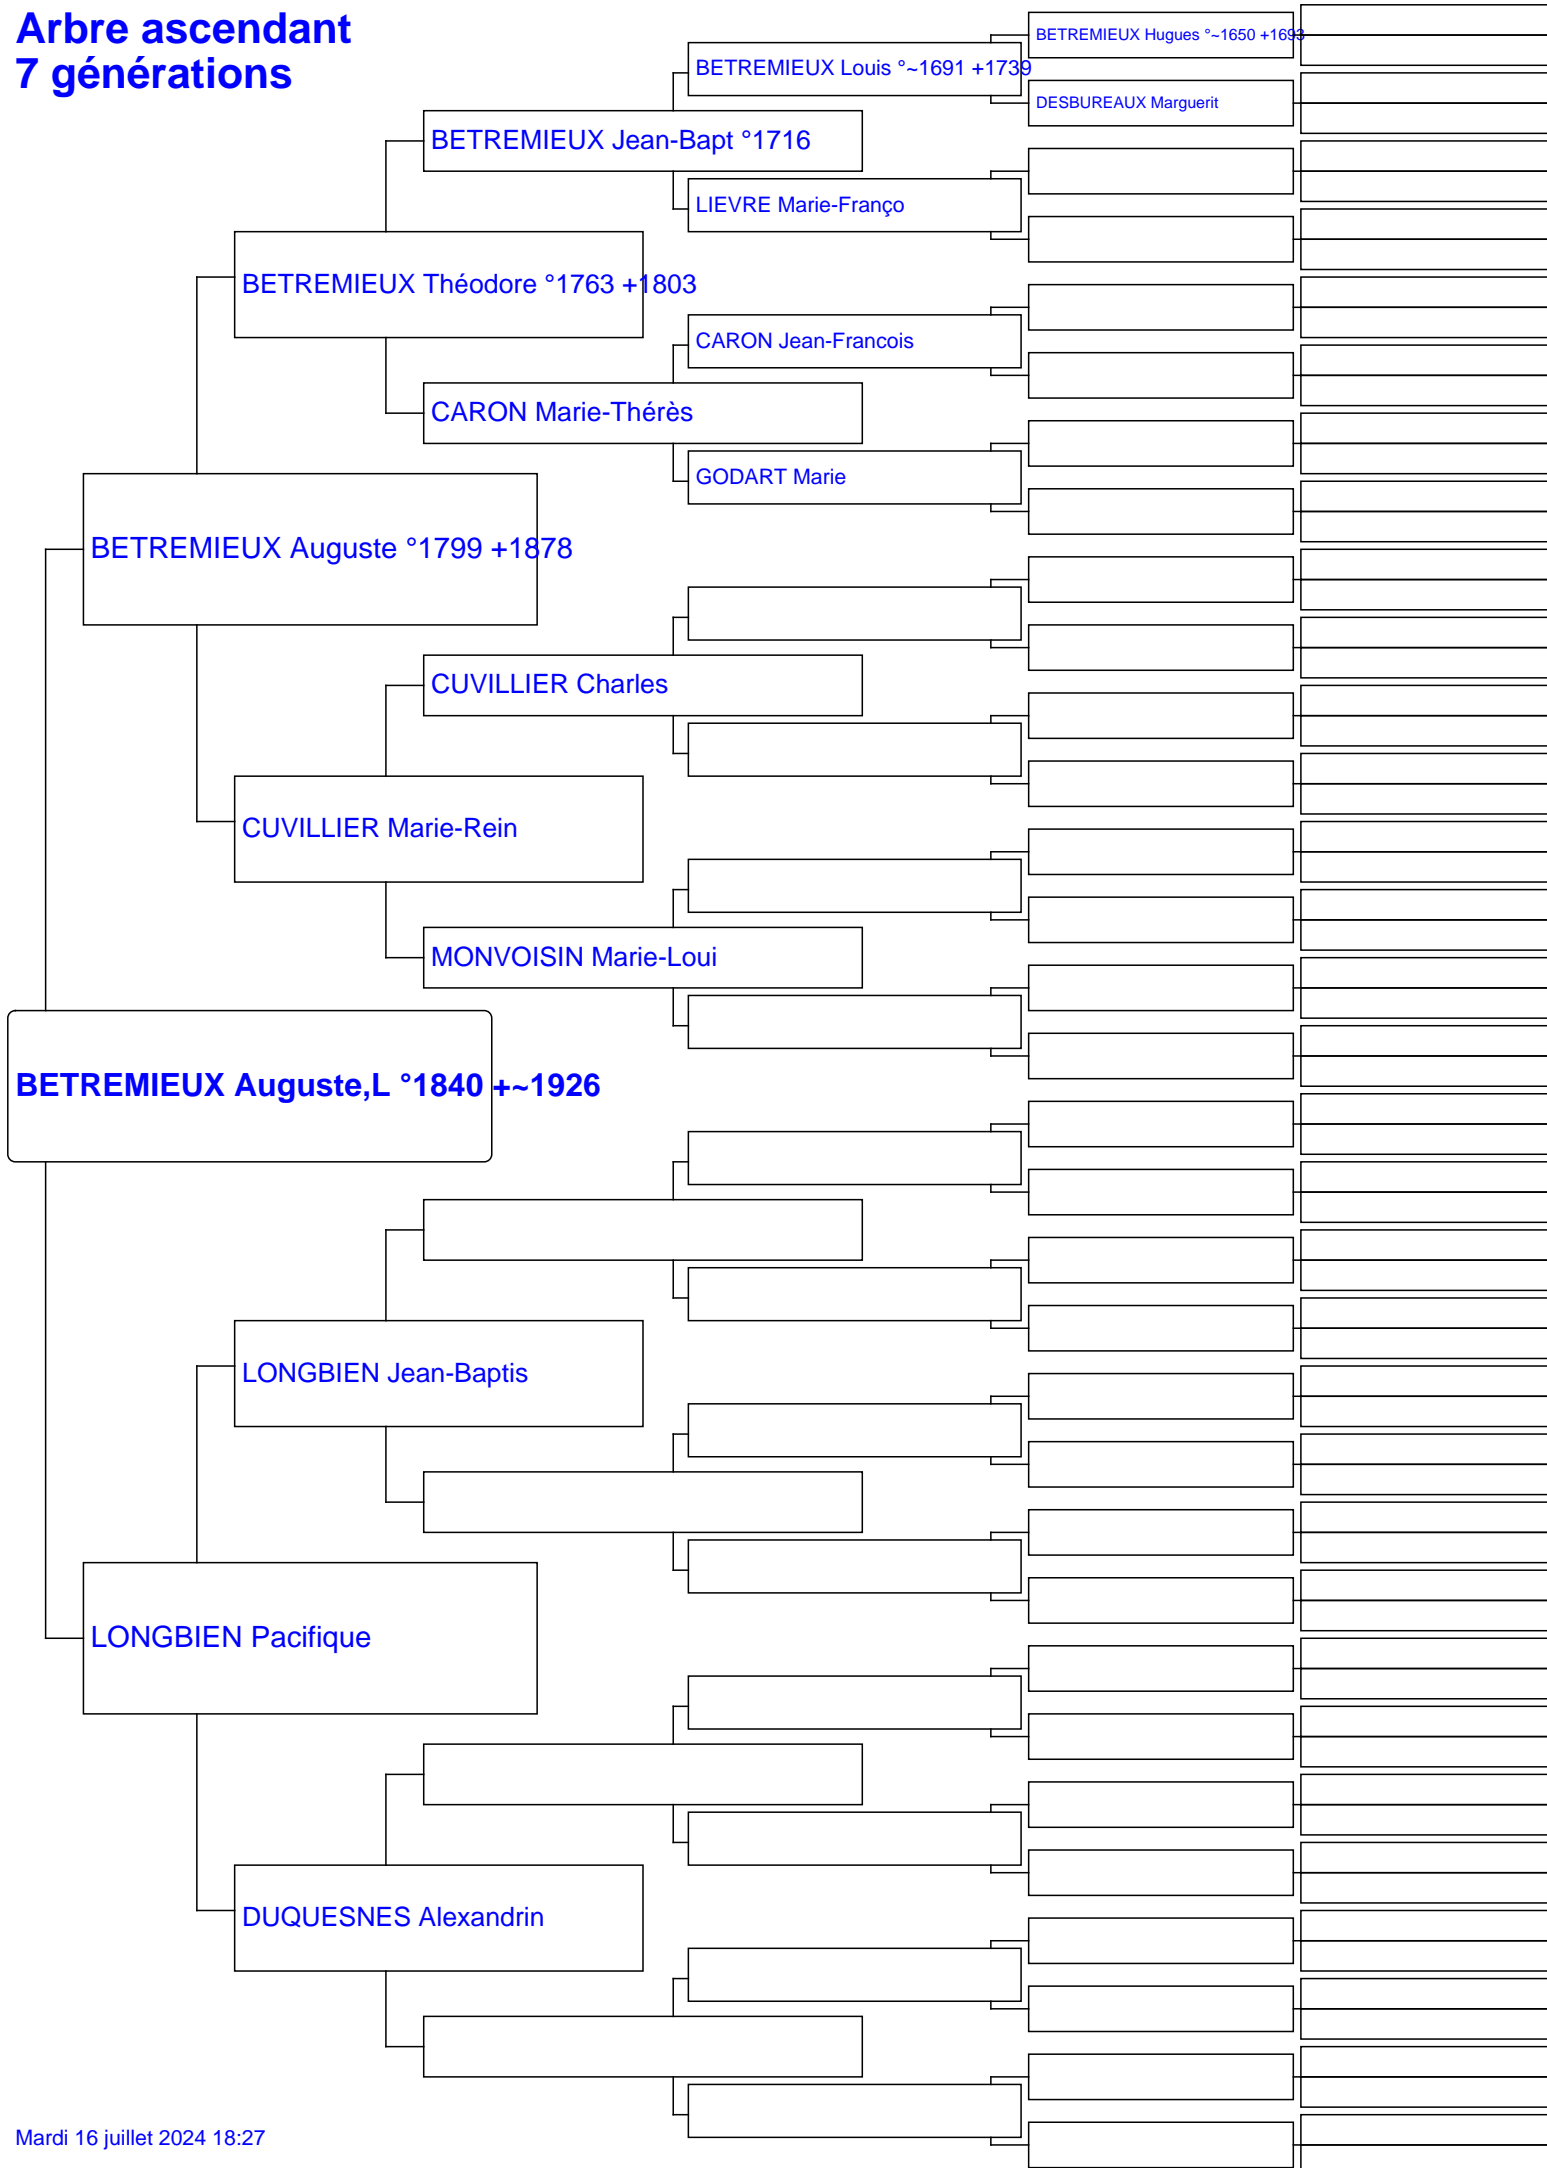 Arbre ascendant
7 générations
BETREMIEUX Hugues °~1650 +1693
BETREMIEUX Louis °~1691 +1739
DESBUREAUX Marguerit
BETREMIEUX Jean-Bapt °1716
LIEVRE Marie-Franço
BETREMIEUX Théodore °1763 +1803
CARON Jean-Francois
CARON Marie-Thérès
GODART Marie
BETREMIEUX Auguste °1799 +1878
CUVILLIER Charles
CUVILLIER Marie-Rein
MONVOISIN Marie-Loui
BETREMIEUX Auguste,L °1840 +~1926
LONGBIEN Jean-Baptis
LONGBIEN Pacifique
DUQUESNES Alexandrin
Mardi 16 juillet 2024 18:27